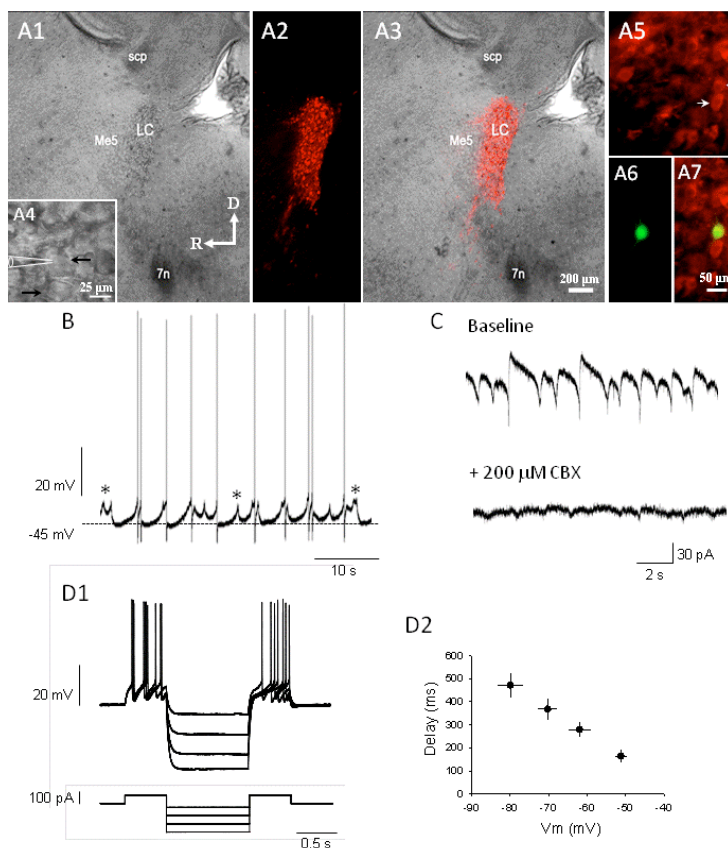 A1
scp
Me5
LC
D
R
7n
A4
25 µm
A2
A3
scp
Me5
LC
7n
200 µm
A5
A6
A7
50 µm
B
*
*
*
20 mV
-45 mV
10 s
C
Baseline
+ 200 µM CBX
30 pA
2 s
D1
20 mV
100 pA
0.5 s
D2
Delay (ms)
600
500
400
300
200
100
0
-90 -80 -70 -60 -50 -40
Vm (mV)